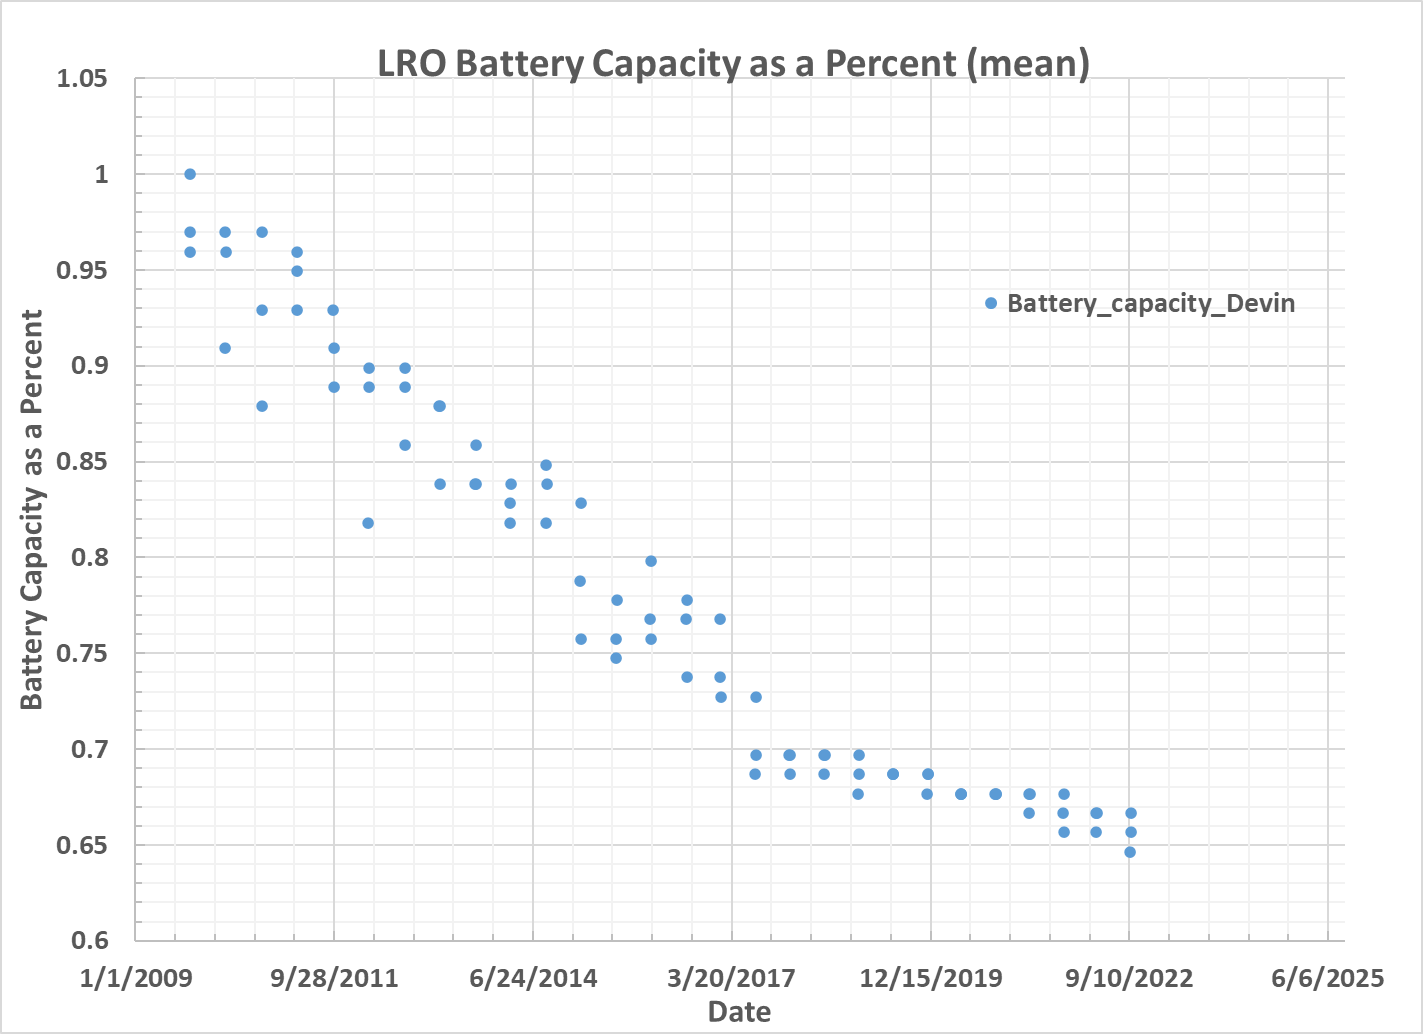 LRO Battery Capacity as a Percent (mean)
1.05
1
0.95
0.9
0.85
0.8
0.75
0.7
0.65
0.6
Battery Capacity as a Percent
Battery_capacity_Devin
1/1/2009 9/28/2011 6/24/2014 3/20/2017 12/15/2019 9/10/2022 6/6/2025
Date